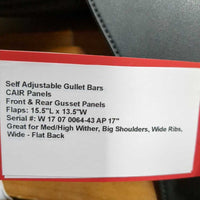 Self Adjustable Gullet Bars
CAIR Panels
Front & Rear Gusset Panels
Flaps: 15.5"L x 13.5"W
Serial #: W 17 07 0064-43 AP 17"
Great for Med/High Wither, Big Shoulders, Wide Ribs,
Wide - Flat Back